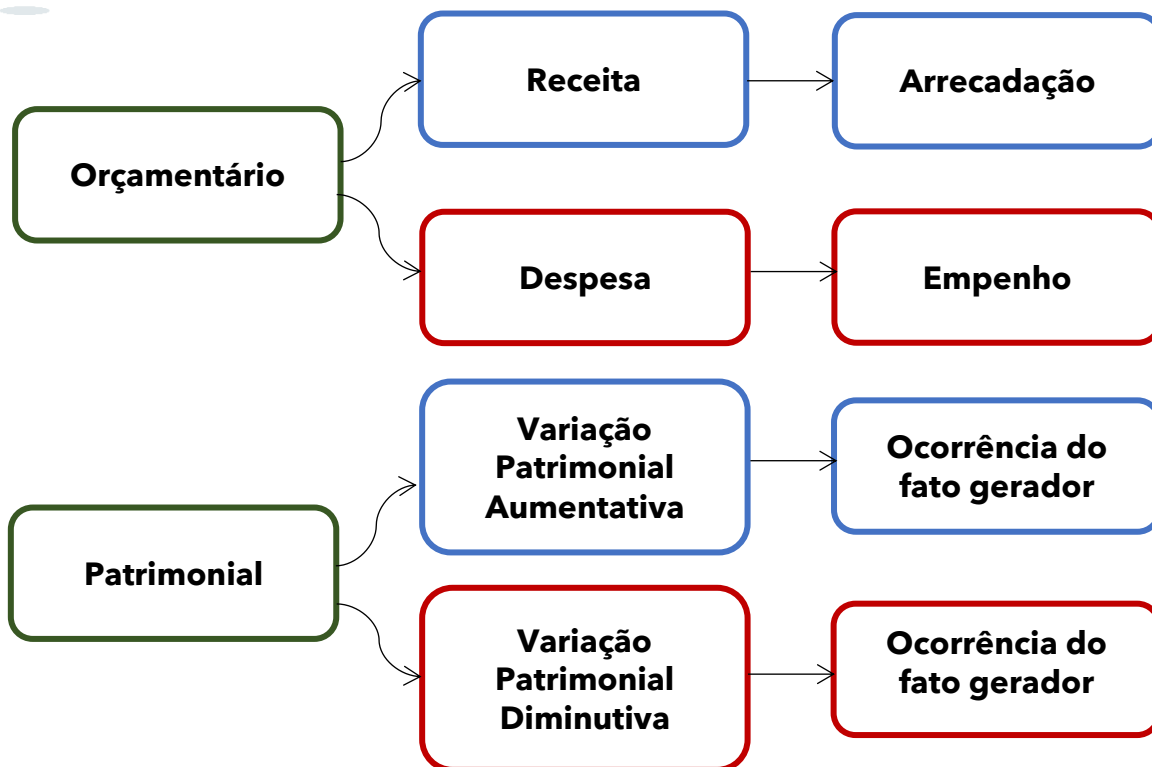 Orçamentário
Receita
Arrecadação
Despesa
Empenho
Patrimonial
Variação
Patrimonial
Aumentativa
Ocorrência do
fato gerador
Variação
Patrimonial
Diminutiva
Ocorrência do
fato gerador